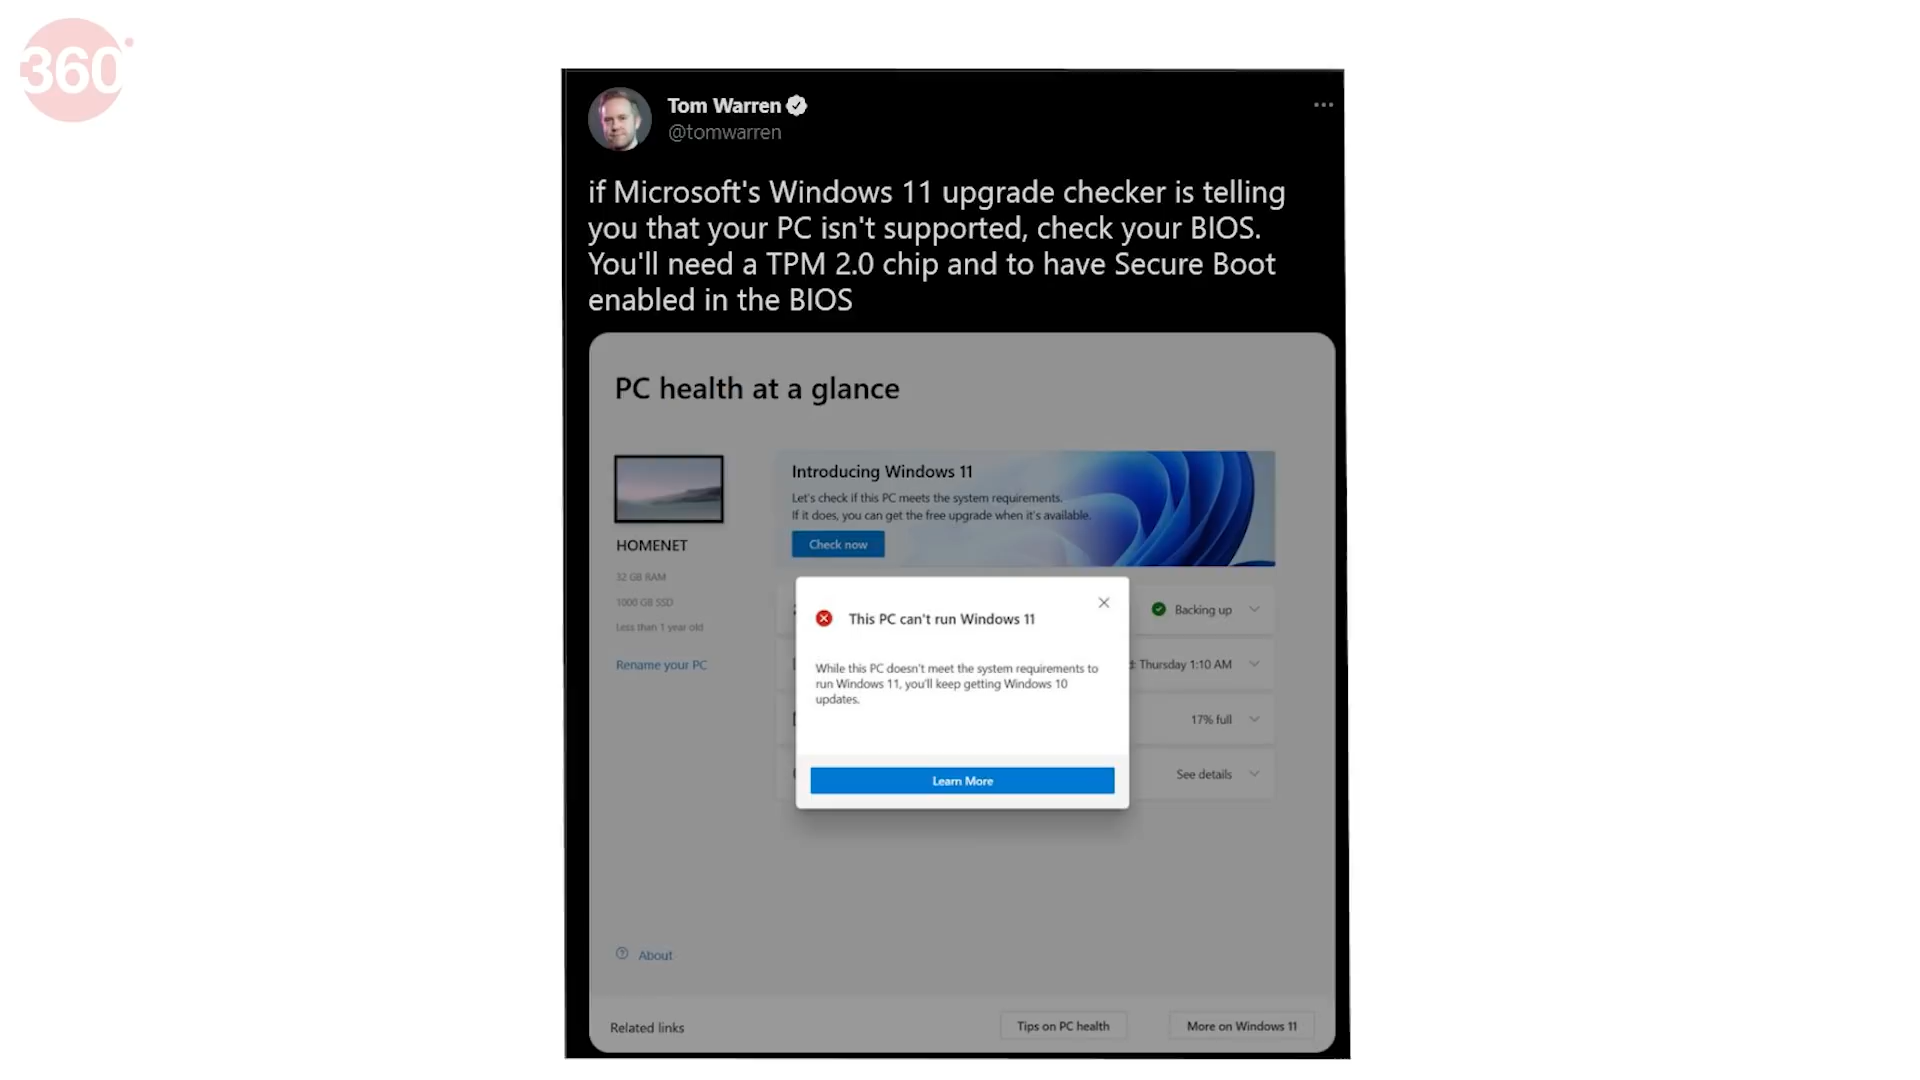 360°
Tom Warren
@tomwarren
if Microsoft's Windows 11 upgrade checker is telling
you that your PC isn't supported, check your BIOS.
You'll need a TPM 2.0 chip and to have Secure Boot
enabled in the BIOS
PC health at a glance
Introducing Windows 11
Let's check if this PC meets the system requirements.
If it does, you can get the free upgrade when it's available.
Check now
HOMENET
32 GB RAM
1000 GB SSD
Less than 1 year old
Rename your PC
This PC can't run Windows 11
While this PC doesn't meet the system requirements to
run Windows 11, you'll keep getting Windows 10
updates.
Learn More
Backing up
Thursday 1:10 AM
17% full
See details
About
Related links
Tips on PC health
More on Windows 11